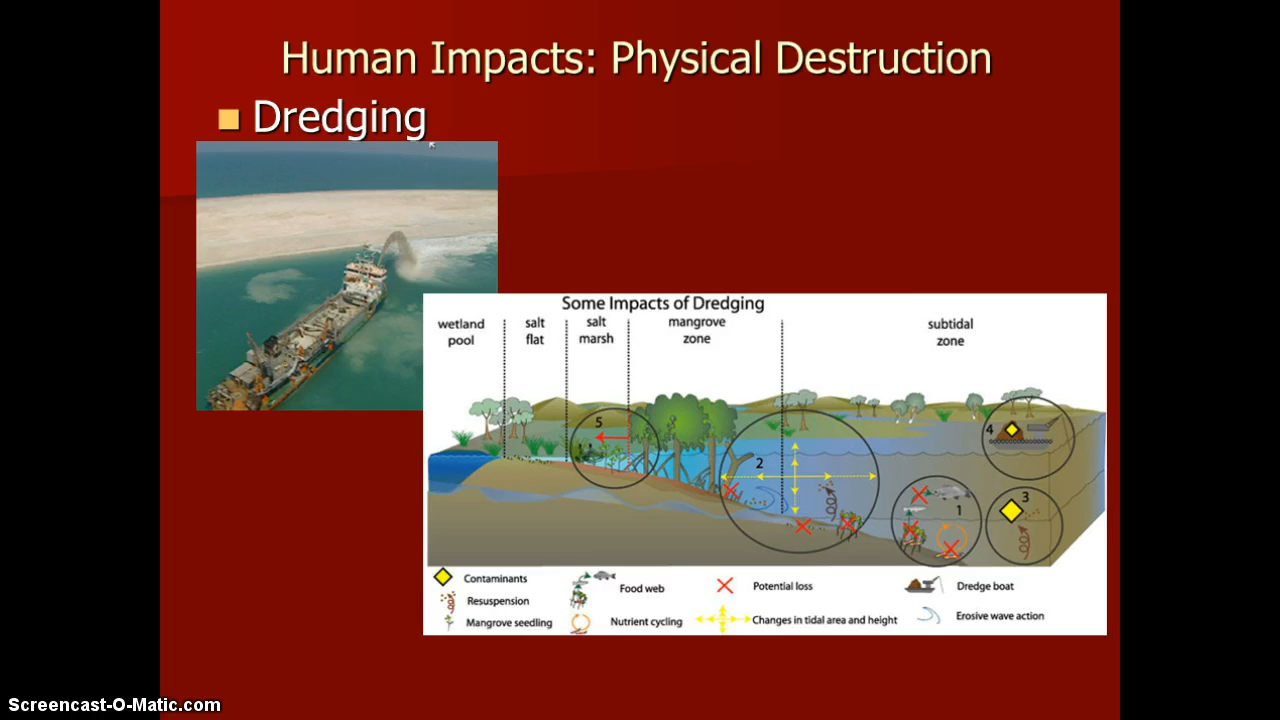 Human Impacts: Physical Destruction
Dredging
Some Impacts of Dredging
wetland
pool
salt
flat
salt
marsh
mangrove
zone
subtidal
zone
5
2
4
1
3
Contaminants
Resuspension
Mangrove seedling
Food web
Nutrient cycling
Potential loss
Changes in tidal area and height
Dredge boat
Erosive wave action
Screencast-O-Matic.com